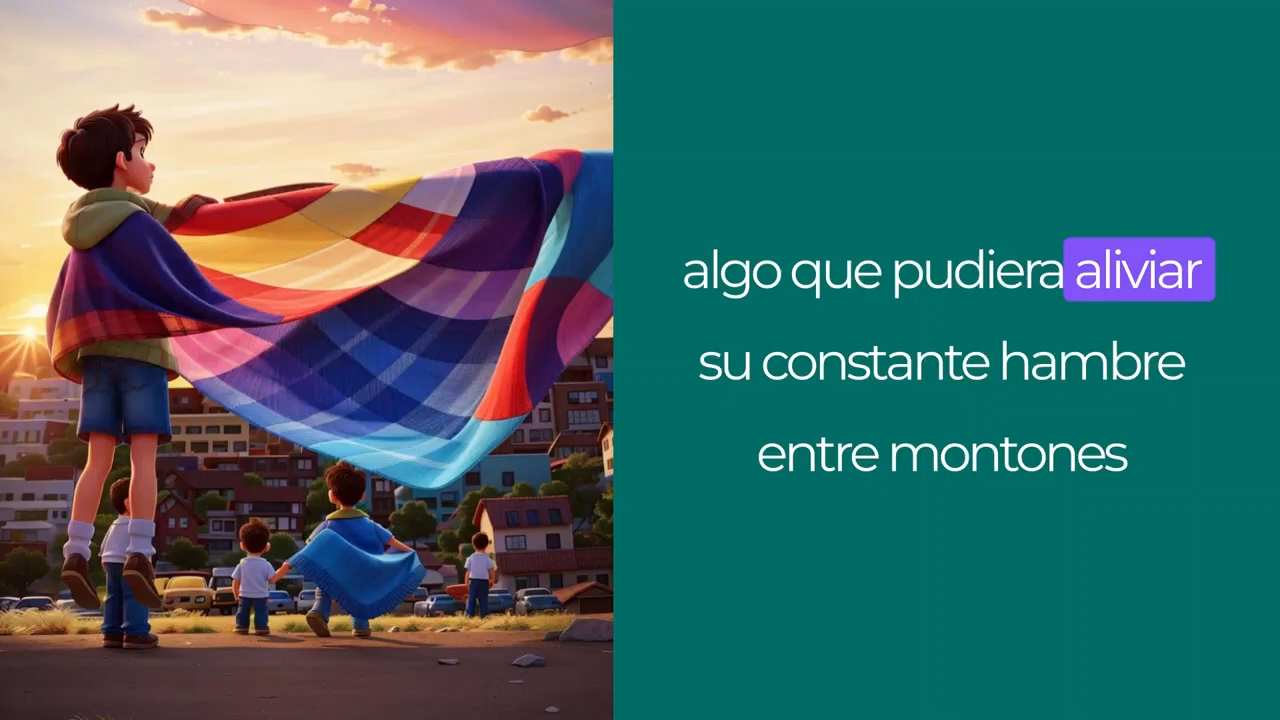 algo que pudiera aliviar
su constante hambre
entre montones